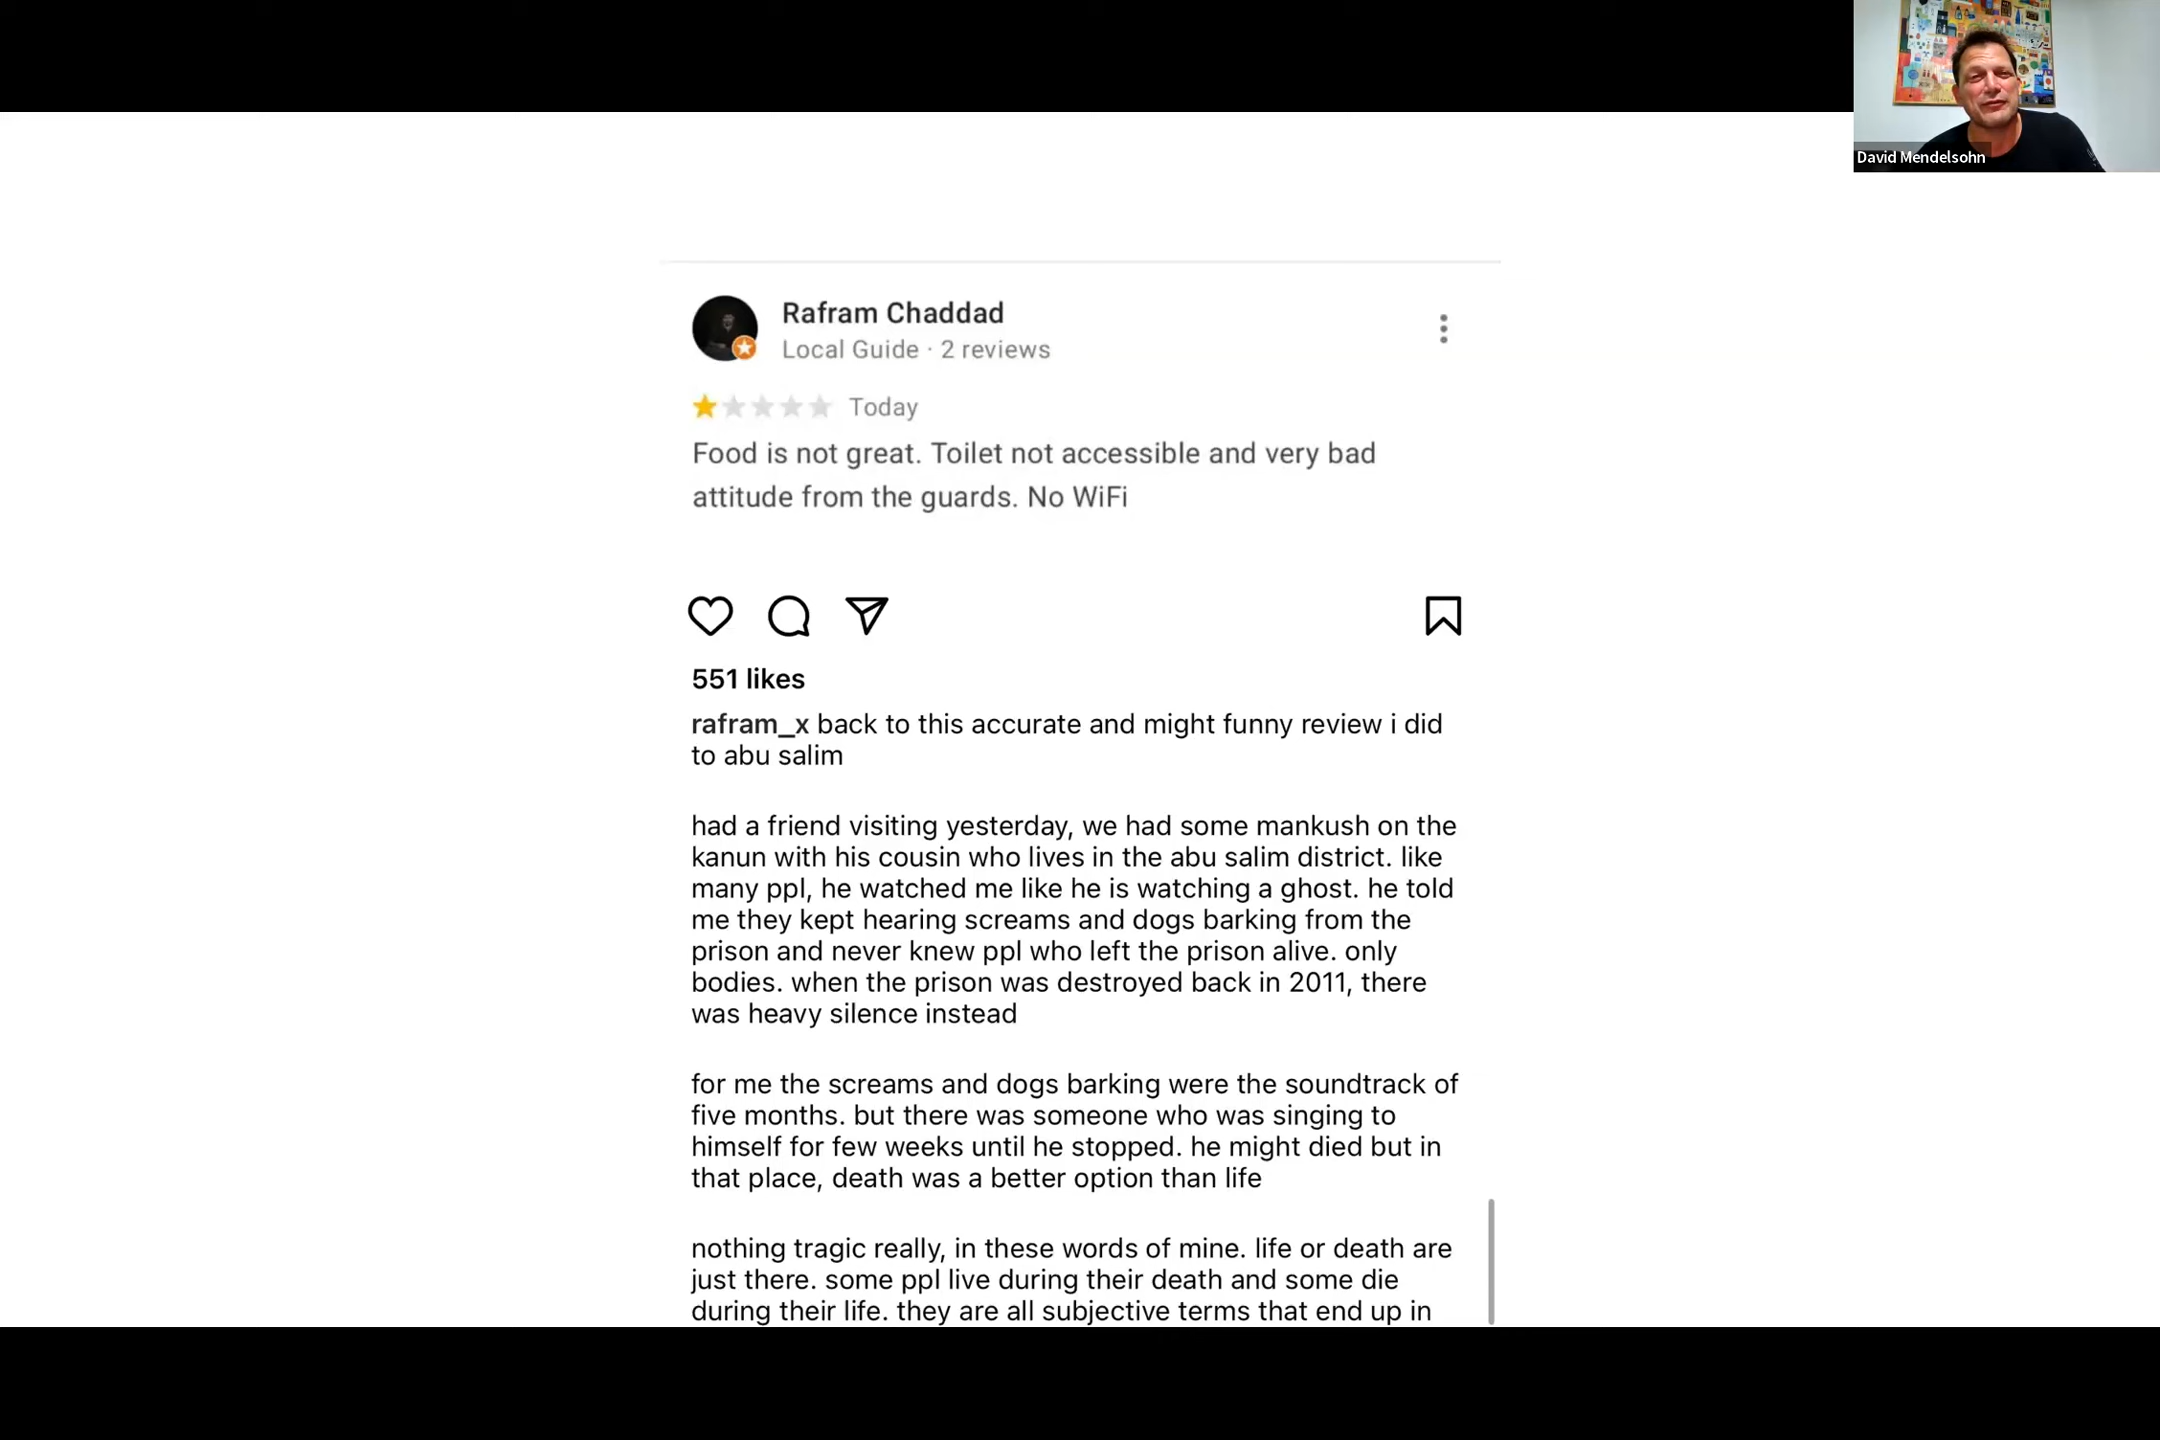 David Mendelsohn
Rafram Chaddad
Local Guide · 2 reviews
Today
Food is not great. Toilet not accessible and very bad
attitude from the guards. No WiFi
551 likes
rafram_x back to this accurate and might funny review i did
to abu salim
had a friend visiting yesterday, we had some mankush on the
kanun with his cousin who lives in the abu salim district. like
many ppl, he watched me like he is watching a ghost. he told
me they kept hearing screams and dogs barking from the
prison and never knew ppl who left the prison alive. only
bodies. when the prison was destroyed back in 2011, there
was heavy silence instead
for me the screams and dogs barking were the soundtrack of
five months. but there was someone who was singing to
himself for few weeks until he stopped. he might died but in
that place, death was a better option than life
nothing tragic really, in these words of mine. life or death are
just there. some ppl live during their death and some die
during their life. they are all subjective terms that end up in